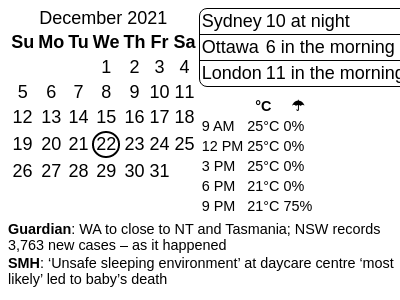 December 2021
Su Mo Tu We Th Fr Sa
1 2 3 4
5 6 7 8 9 10 11
12 13 14 15 16 17 18
19 20 21 22 23 24 25
26 27 28 29 30 31
Sydney 10 at night
Ottawa 6 in the morning
London 11 in the morning
°C ☂
9 AM 25°C 0%
12 PM 25°C 0%
3 PM 25°C 0%
6 PM 21°C 0%
9 PM 21°C 75%
Guardian: WA to close to NT and Tasmania; NSW records
3,763 new cases – as it happened
SMH: ‘Unsafe sleeping environment’ at daycare centre ‘most
likely’ led to baby’s death